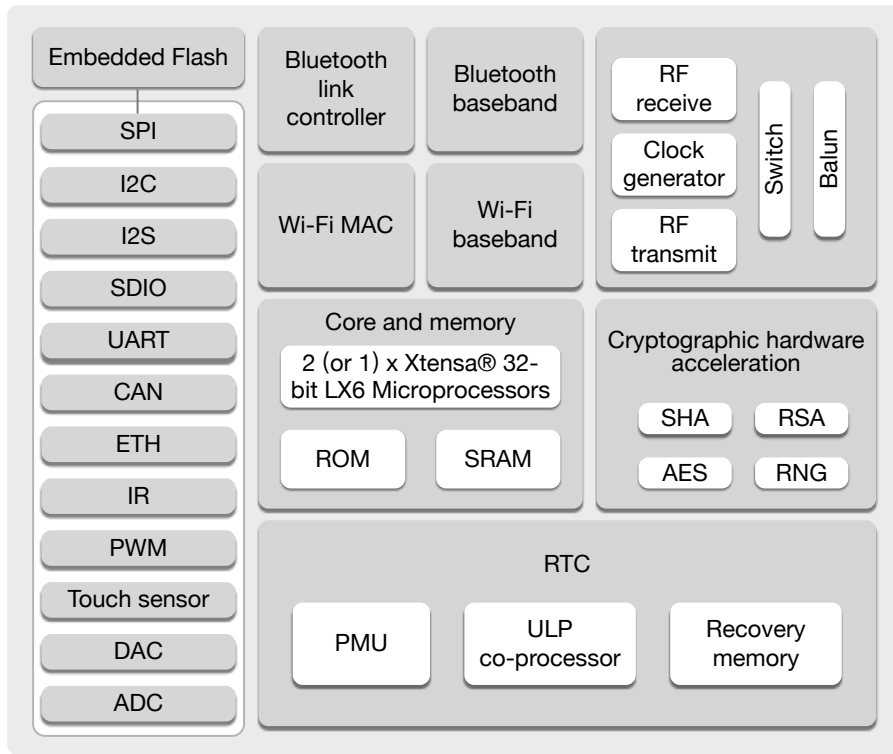 Embedded Flash
SPI
I2C
I2S
SDIO
UART
CAN
ETH
IR
PWM
Touch sensor
DAC
ADC
Bluetooth
link
controller
Bluetooth
baseband
Wi-Fi MAC
Wi-Fi
baseband
RF
receive
Clock
generator
RF
transmit
Switch
Balun
Core and memory
2 (or 1) x Xtensa® 32-
bit LX6 Microprocessors
ROM
SRAM
Cryptographic hardware
acceleration
SHA
RSA
AES
RNG
RTC
PMU
ULP
co-processor
Recovery
memory